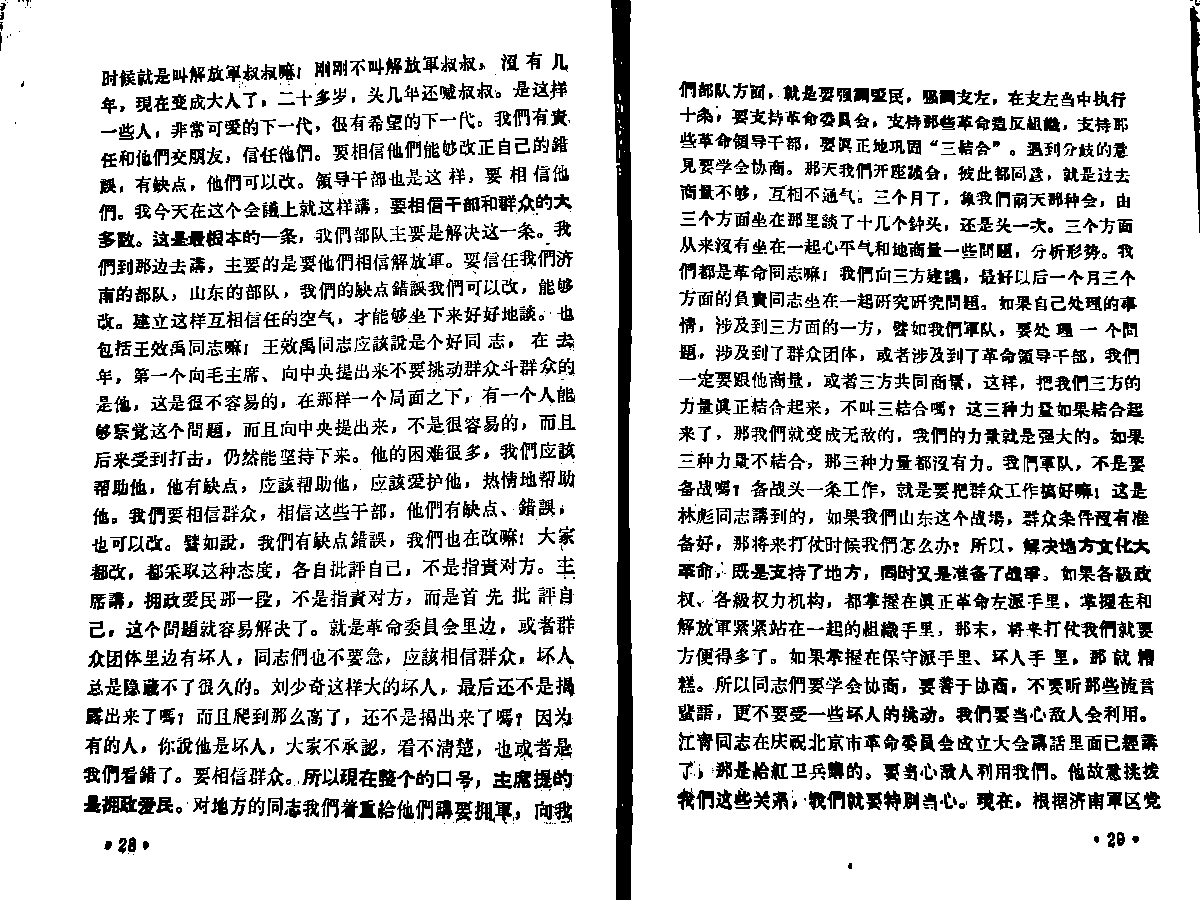 时候就是叫解放軍叔叔嘛！刚刚不叫解放軍叔叔，沒有几
年，現在变成大人了，二十多岁，头几年还喊叔叔。是这样
一些人，非常可爱的下一代，很有希望的下一代。我們有責
任和他們交朋友，信任他們。要相信他們能够改正自己的錯
誤，有缺点，他們可以改。領导干部也是这样，要相信他
們。我今天在这个会議上就这样講，要相信干部和群众的大
多数。这是最根本的一条，我們部队主要是解决这一条。我
們到那边去講，主要的是要他們相信解放軍。要信任我們济
南的部队，山东的部队，我們的缺点錯誤我們可以改，能够
改。建立这样互相信任的空气，才能够坐下来好好地談。也
包括王效禹同志嘛！王效禹同志应該說是个好同志，在去
年，第一个向毛主席、向中央提出来不要挑动群众斗群众的
是他，这是很不容易的，在那样一个局面之下，有一个人能
够察觉这个問題，而且向中央提出来，不是很容易的，而且
后来受到打击，仍然能坚持下来。他的困难很多，我們应該
帮助他，他有缺点，应該帮助他，应該爱护他，热情地帮助
他。我們要相信群众，相信这些干部，他們有缺点、錯誤，
也可以改。譬如說，我們有缺点錯誤，我們也在改嘛！大家
都改，都采取这种态度，各自批評自己，不是指責对方。主
席講，拥政爱民那一段，不是指責对方，而是首先批評自
己，这个問題就容易解决了。就是革命委員会里边，或者群
众团体里边有坏人，同志們也不要急，应該相信群众，坏人
总是隐藏不了很久的。刘少奇这样大的坏人，最后还不是揭
露出来了嗎？而且爬到那么高了，还不是揭出来了嗎？因为
有的人，你說他是坏人，大家不承認，看不清楚，也或者是
我們看錯了。要相信群众。所以現在整个的口号，主席提的
是拥政爱民。对地方的同志我們着重給他們講要拥軍，向我
•28•
們部队方面，就是要强調爱民，强調支左，在支左当中执行
十条；要支持革命委員会，支持那些革命造反組織，支持那
些革命領导干部，要眞正地巩固“三結合”。遇到分歧的意
見要学会协商。那天我們开座談会，彼此都同意，就是过去
商量不够，互相不通气。三个月了，象我們兩天那种会，由
三个方面坐在那里談了十几个钟头，还是头一次。三个方面
从来沒有坐在一起心平气和地商量一些問題，分析形势。我
們都是革命同志嘛！我們向三方建議，最好以后一个月三个
方面的負責同志坐在一起研究研究問題。如果自己处理的事
情，涉及到三方面的一方，譬如我們軍队，要处理一个問
題，涉及到了群众团体，或者涉及到了革命領导干部，我們
一定要跟他商量，或者三方共同商量，这样，把我們三方的
力量眞正結合起来，不叫三結合嗎？这三种力量如果結合起
来了，那我們就变成无敌的，我們的力量就是强大的。如果
三种力量不結合，那三种力量都沒有力。我們軍队，不是要
备战嗎？备战头一条工作，就是要把群众工作搞好嘛！这是
林彪同志講到的，如果我們山东这个战場，群众条件沒有准
备好，那将来打仗时候我們怎么办？所以，解决地方文化大
革命，既是支持了地方，同时又是准备了战爭。如果各級政
权、各級权力机构，都掌握在眞正革命左派手里，掌握在和
解放軍紧紧站在一起的組織手里，那末，将来打仗我們就要
方便得多了。如果掌握在保守派手里、坏人手里，那就糟
糕。所以同志們要学会协商，要善于协商，不要听那些流言
蜚語，更不要受一些坏人的挑动。我們要当心敌人会利用。
江青同志在庆祝北京市革命委員会成立大会講話里面已經講
了，那是給紅卫兵講的。要当心敌人利用我們。他故意挑拨
我們这些关系，我們就要特別当心。現在，根据济南軍区党
•29•